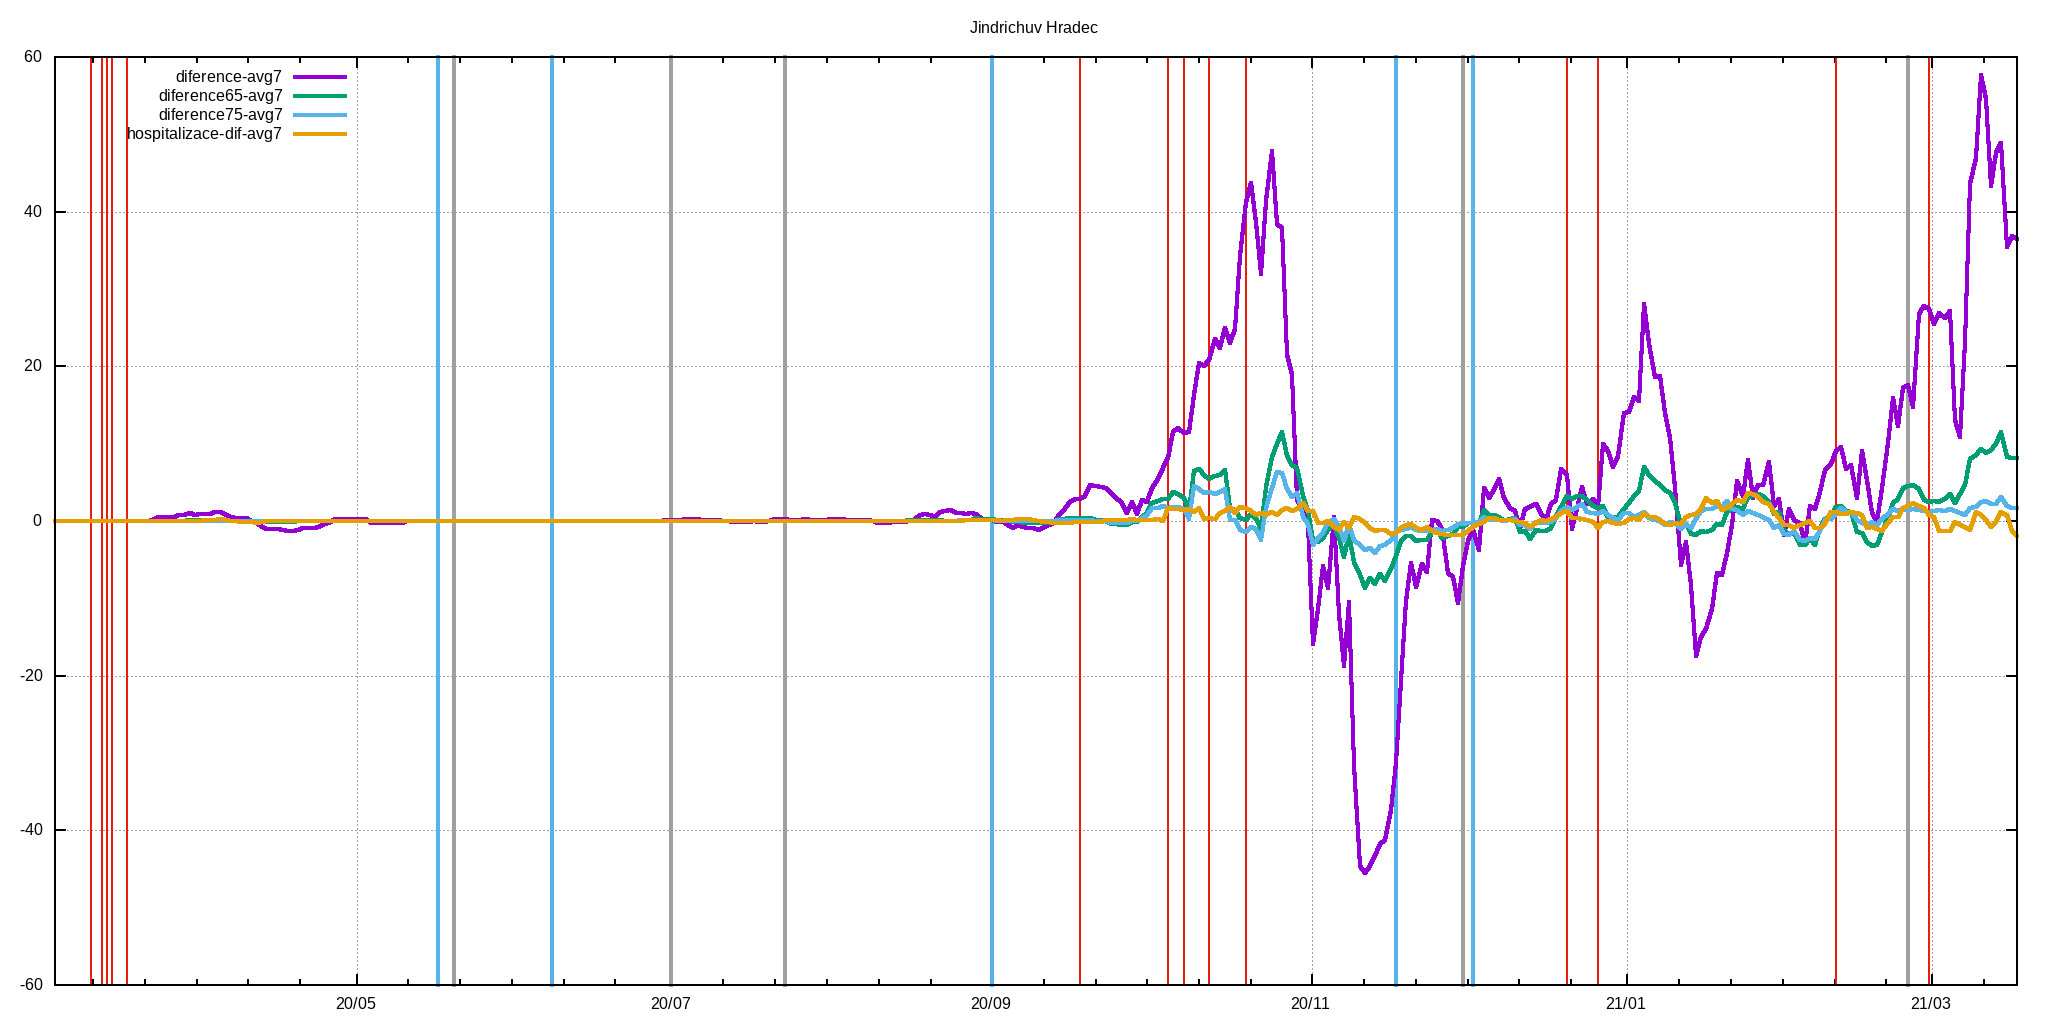 Jindrichuv Hradec
60
40
20
0
-20
-40
-60
diference-avg7
diference65-avg7
diference75-avg7
hospitalizace-dif-avg7
20/05
20/07
20/09
20/11
21/01
21/03